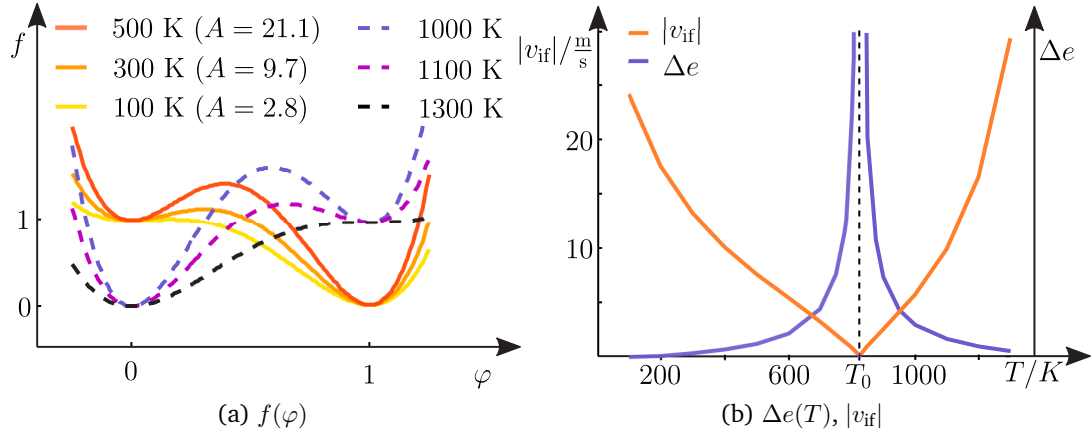 f
500 K (A = 21.1)
300 K (A = 9.7)
100 K (A = 2.8)
1000 K
1100 K
1300 K
1
0
0
1
φ
(a) f(φ)
|v_if|/ m/s
|v_if|
Δe
Δe
20
10
200
600
T_0
1000
T/K
(b) Δe(T), |v_if|